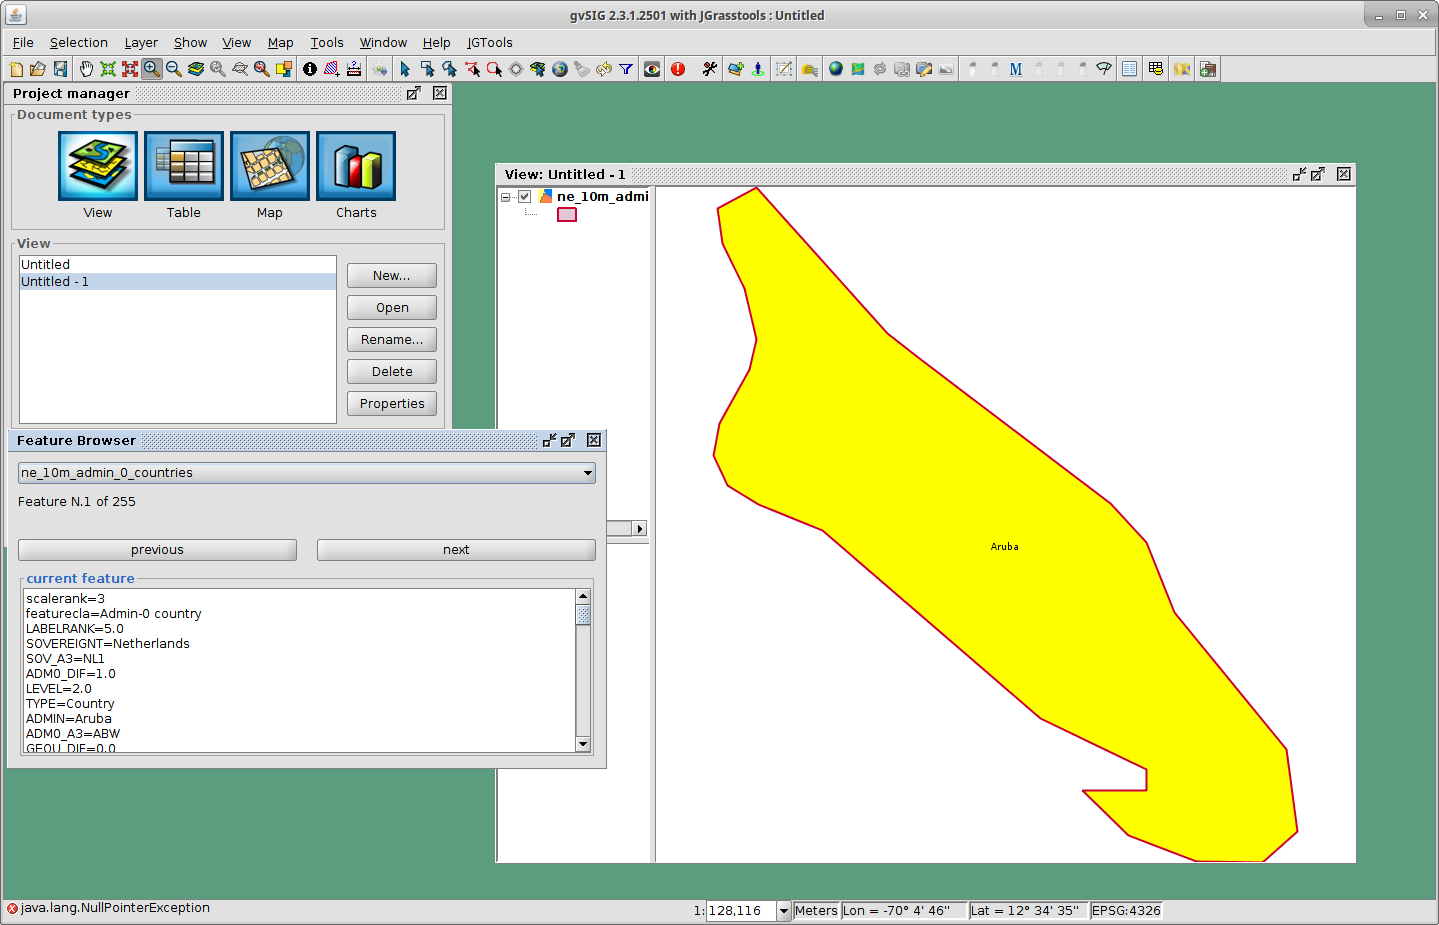 gvSIG 2.3.1.2501 with JGrasstools : Untitled
File Selection Layer Show View Map Tools Window Help JGTools
Project manager
Document types
View Table Map Charts
View
Untitled
Untitled - 1
New...
Open
Rename...
Delete
Properties
View: Untitled - 1
ne_10m_admi
Aruba
Feature Browser
ne_10m_admin_0_countries
Feature N.1 of 255
previous next
current feature
scalerank=3
featurecla=Admin-0 country
LABELRANK=5.0
SOVEREIGNT=Netherlands
SOV_A3=NL1
ADM0_DIF=1.0
LEVEL=2.0
TYPE=Country
ADMIN=Aruba
ADM0_A3=ABW
GEOU_DIF=0.0
java.lang.NullPointerException
1: 128,116 Meters Lon = -70° 4' 46'' Lat = 12° 34' 35'' EPSG:4326